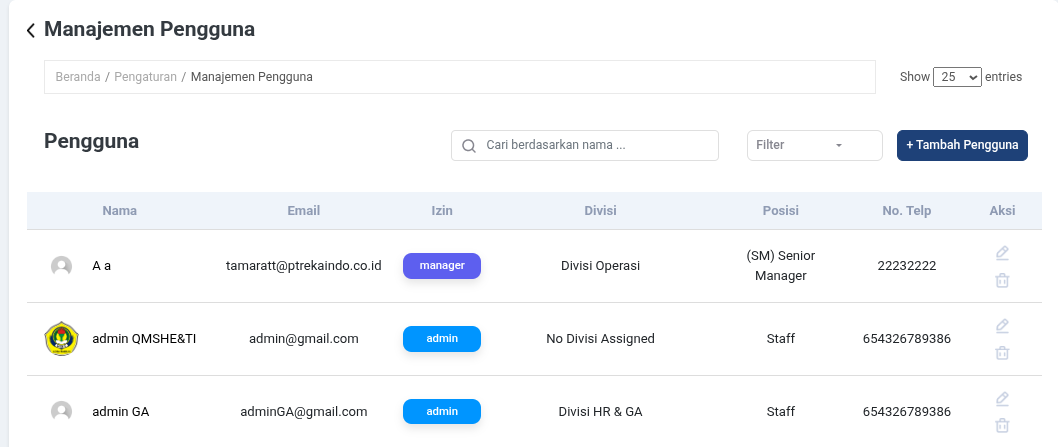 Manajemen Pengguna
Beranda / Pengaturan / Manajemen Pengguna
Show 25 entries
Pengguna
Cari berdasarkan nama ...
Filter
+ Tambah Pengguna
Nama Email Izin Divisi Posisi No. Telp Aksi
A a tamaratt@ptrekaindo.co.id manager Divisi Operasi (SM) Senior Manager 22232222
admin QMSHE&TI admin@gmail.com admin No Divisi Assigned Staff 654326789386
admin GA adminGA@gmail.com admin Divisi HR & GA Staff 654326789386